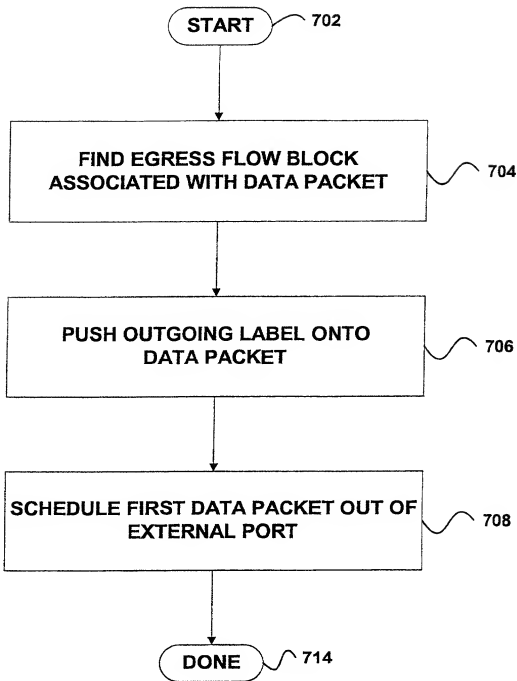 START 702
FIND EGRESS FLOW BLOCK
ASSOCIATED WITH DATA PACKET 704
PUSH OUTGOING LABEL ONTO
DATA PACKET 706
SCHEDULE FIRST DATA PACKET OUT OF
EXTERNAL PORT 708
DONE 714